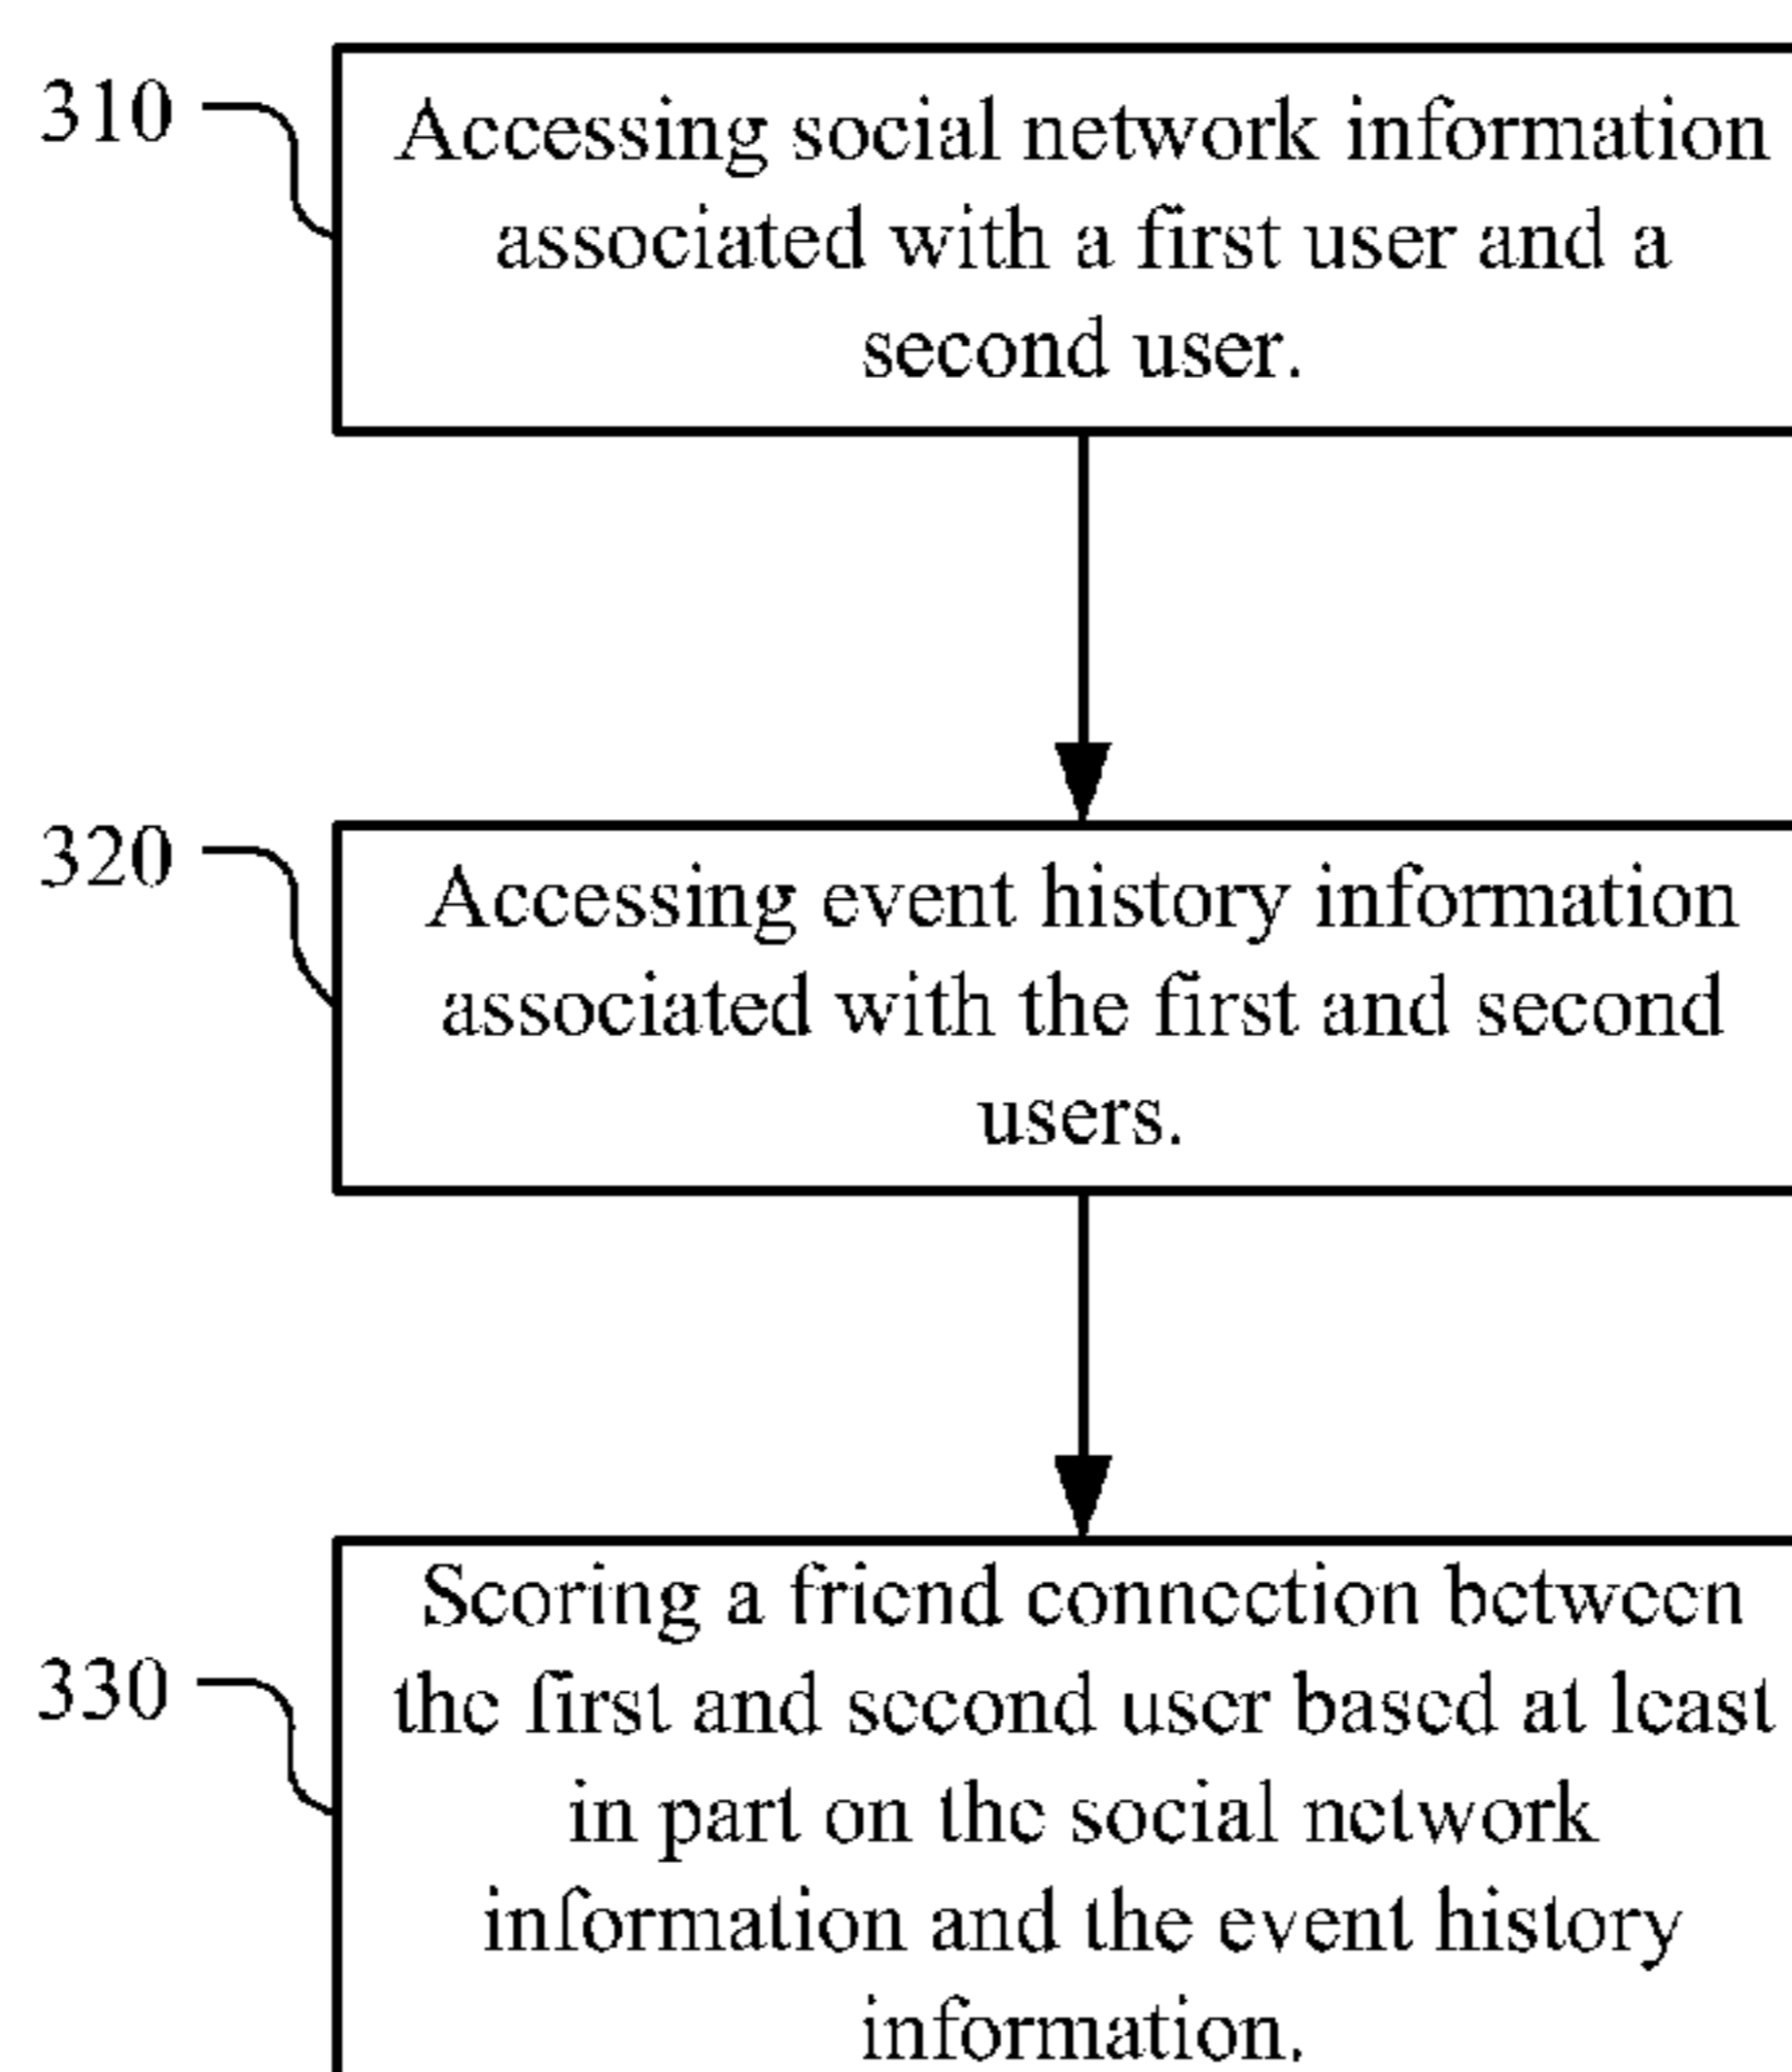 310
Accessing social network information
associated with a first user and a
second user.
320
Accessing event history information
associated with the first and second
users.
Scoring a friend connection between
330
the first and second user based at least
in part on the social network
information and the event history
information.